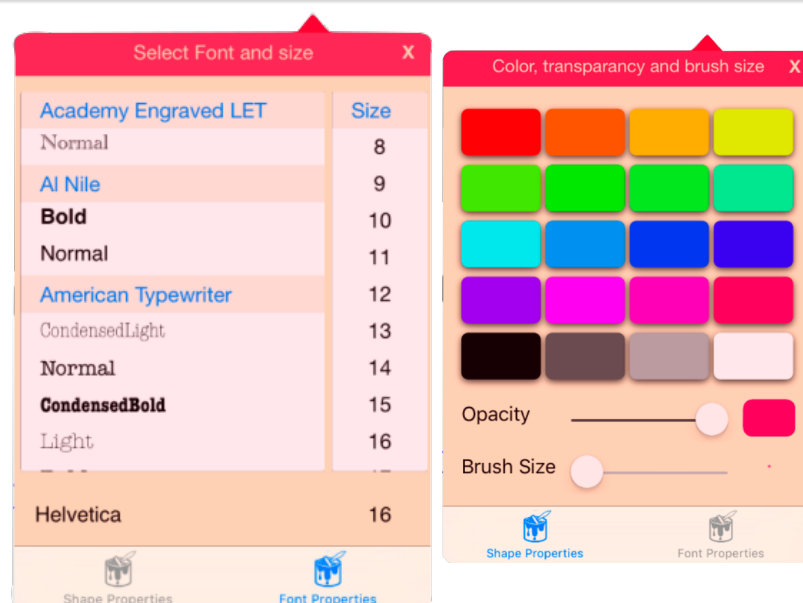 Select Font and size X
Academy Engraved LET
Normal
Al Nile
Bold
Normal
American Typewriter
CondensedLight
Normal
CondensedBold
Light
Size
8
9
10
11
12
13
14
15
16
Helvetica 16
Shape Properties Font Properties
Color, transparancy and brush size X
Opacity
Brush Size
Shape Properties Font Properties